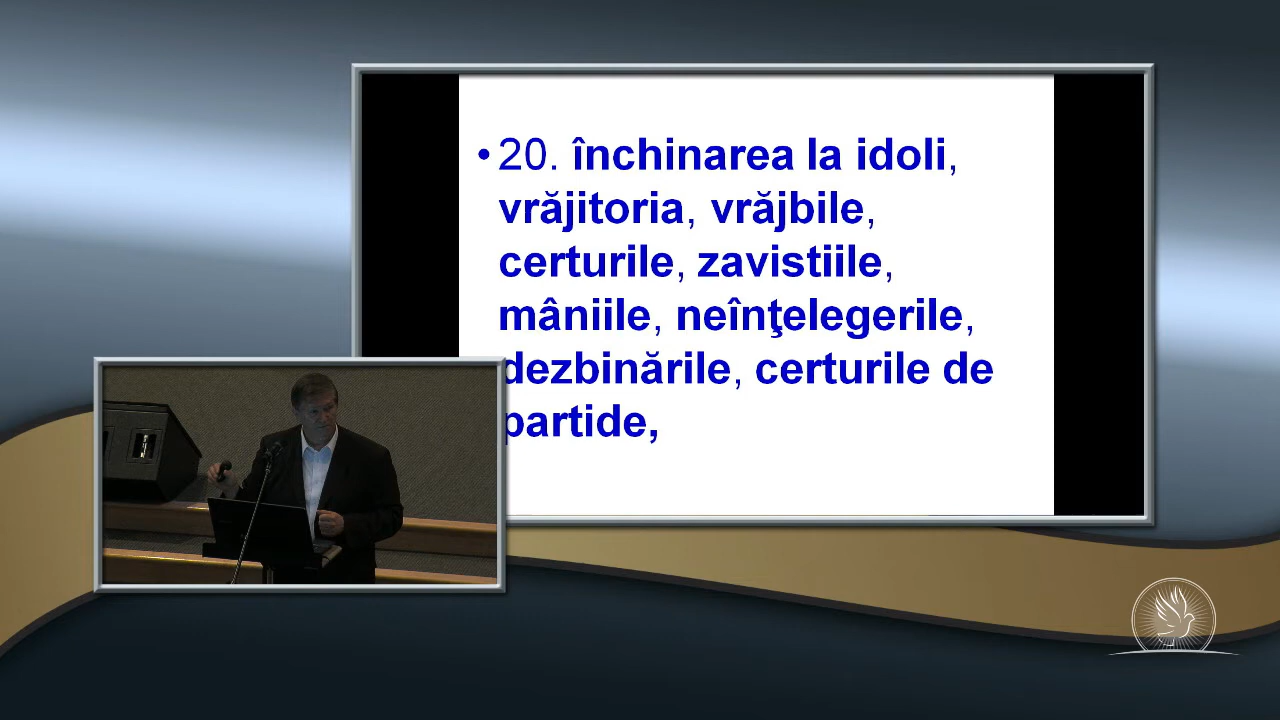 • 20. închinarea la idoli,
vrăjitoria, vrăjbile,
certurile, zavistiile,
mâniile, neînţelegerile,
dezbinările, certurile de
partide,